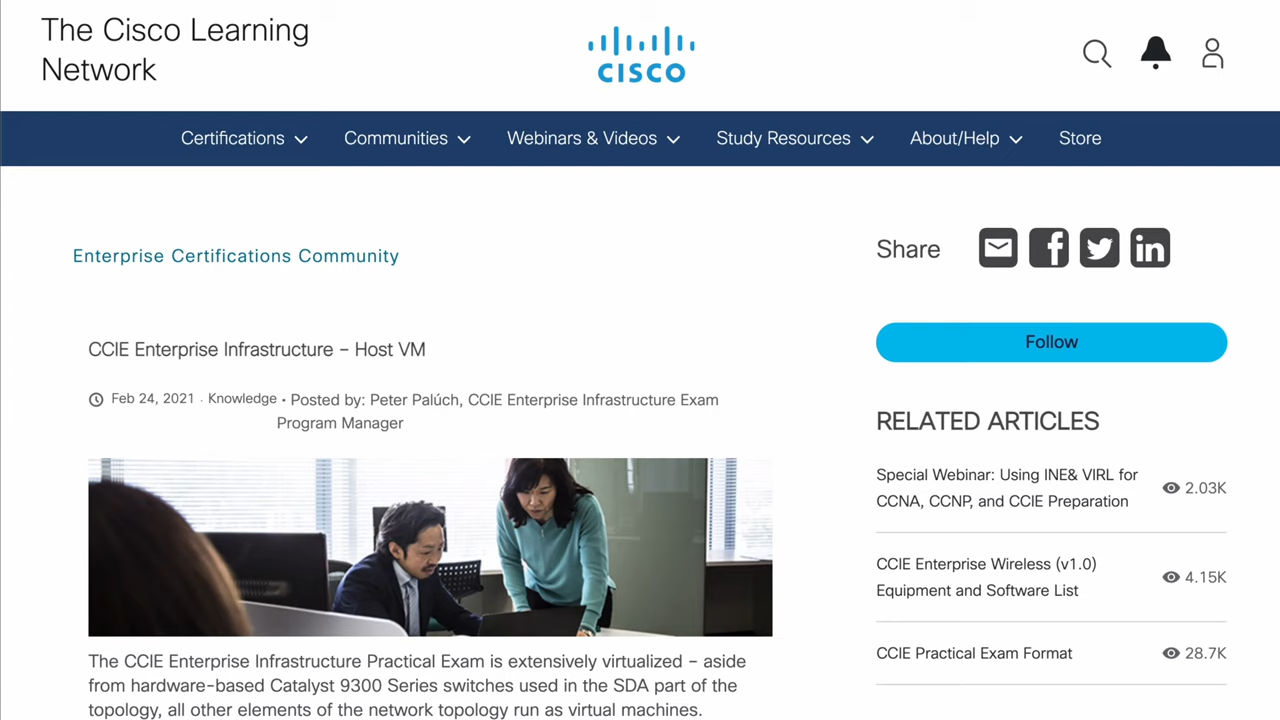 The Cisco Learning
Network
CISCO
Certifications
Communities
Webinars & Videos
Study Resources
About/Help
Store
Enterprise Certifications Community
Share
CCIE Enterprise Infrastructure – Host VM
Follow
Feb 24, 2021 · Knowledge • Posted by: Peter Palúch, CCIE Enterprise Infrastructure Exam
Program Manager
The CCIE Enterprise Infrastructure Practical Exam is extensively virtualized – aside
from hardware-based Catalyst 9300 Series switches used in the SDA part of the
topology, all other elements of the network topology run as virtual machines.
RELATED ARTICLES
Special Webinar: Using INE& VIRL for
CCNA, CCNP, and CCIE Preparation
2.03K
CCIE Enterprise Wireless (v1.0)
Equipment and Software List
4.15K
CCIE Practical Exam Format
28.7K